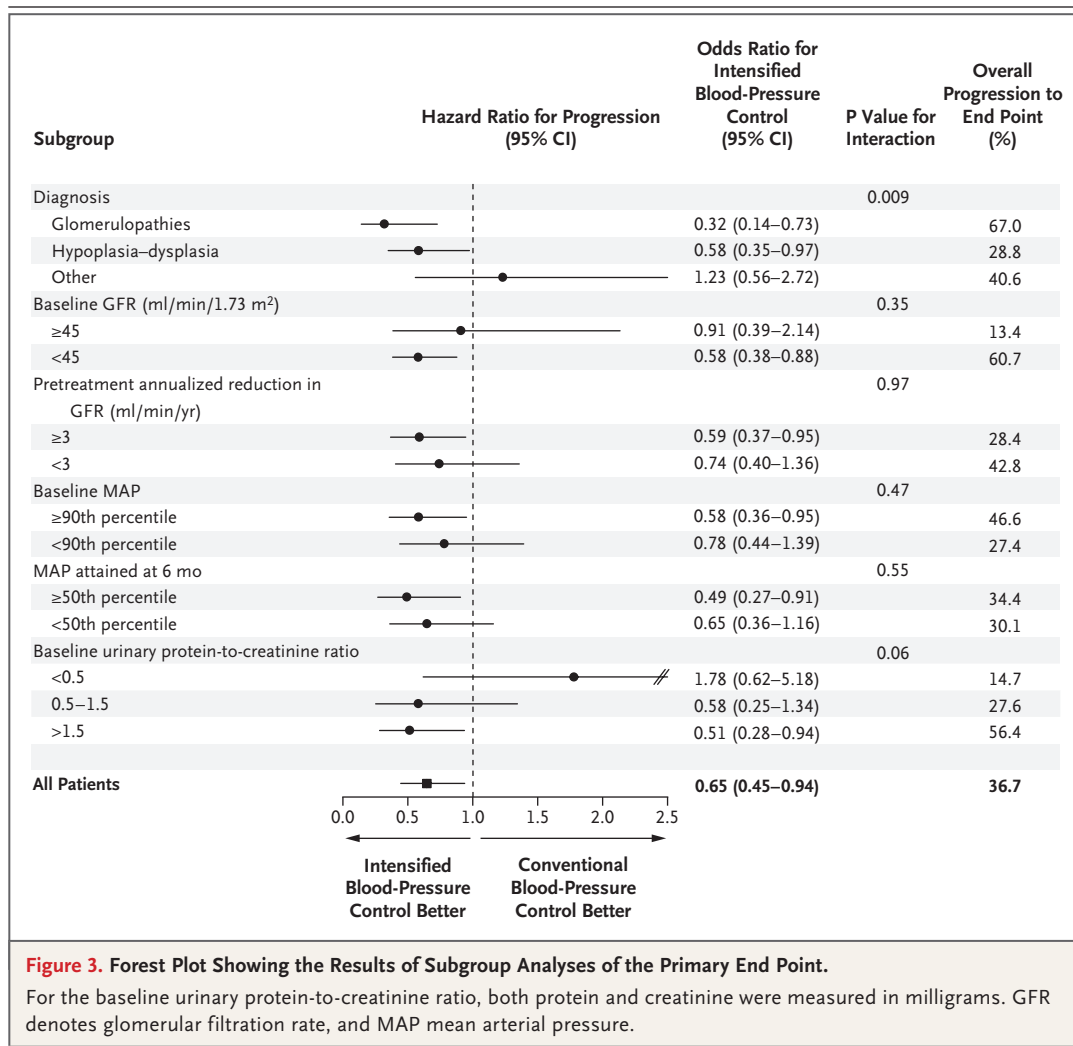 Subgroup
Hazard Ratio for Progression
(95% CI)
Odds Ratio for
Intensified
Blood-Pressure
Control
(95% CI)
P Value for
Interaction
Overall
Progression to
End Point
(%)
Diagnosis 0.009
Glomerulopathies 0.32 (0.14–0.73) 67.0
Hypoplasia–dysplasia 0.58 (0.35–0.97) 28.8
Other 1.23 (0.56–2.72) 40.6
Baseline GFR (ml/min/1.73 m²) 0.35
≥45 0.91 (0.39–2.14) 13.4
<45 0.58 (0.38–0.88) 60.7
Pretreatment annualized reduction in 0.97
GFR (ml/min/yr)
≥3 0.59 (0.37–0.95) 28.4
<3 0.74 (0.40–1.36) 42.8
Baseline MAP 0.47
≥90th percentile 0.58 (0.36–0.95) 46.6
<90th percentile 0.78 (0.44–1.39) 27.4
MAP attained at 6 mo 0.55
≥50th percentile 0.49 (0.27–0.91) 34.4
<50th percentile 0.65 (0.36–1.16) 30.1
Baseline urinary protein-to-creatinine ratio 0.06
<0.5 1.78 (0.62–5.18) 14.7
0.5–1.5 0.58 (0.25–1.34) 27.6
>1.5 0.51 (0.28–0.94) 56.4
All Patients 0.65 (0.45–0.94) 36.7
0.0 0.5 1.0 1.5 2.0 2.5
Intensified
Blood-Pressure
Control Better
Conventional
Blood-Pressure
Control Better
Figure 3. Forest Plot Showing the Results of Subgroup Analyses of the Primary End Point.
For the baseline urinary protein-to-creatinine ratio, both protein and creatinine were measured in milligrams. GFR
denotes glomerular filtration rate, and MAP mean arterial pressure.